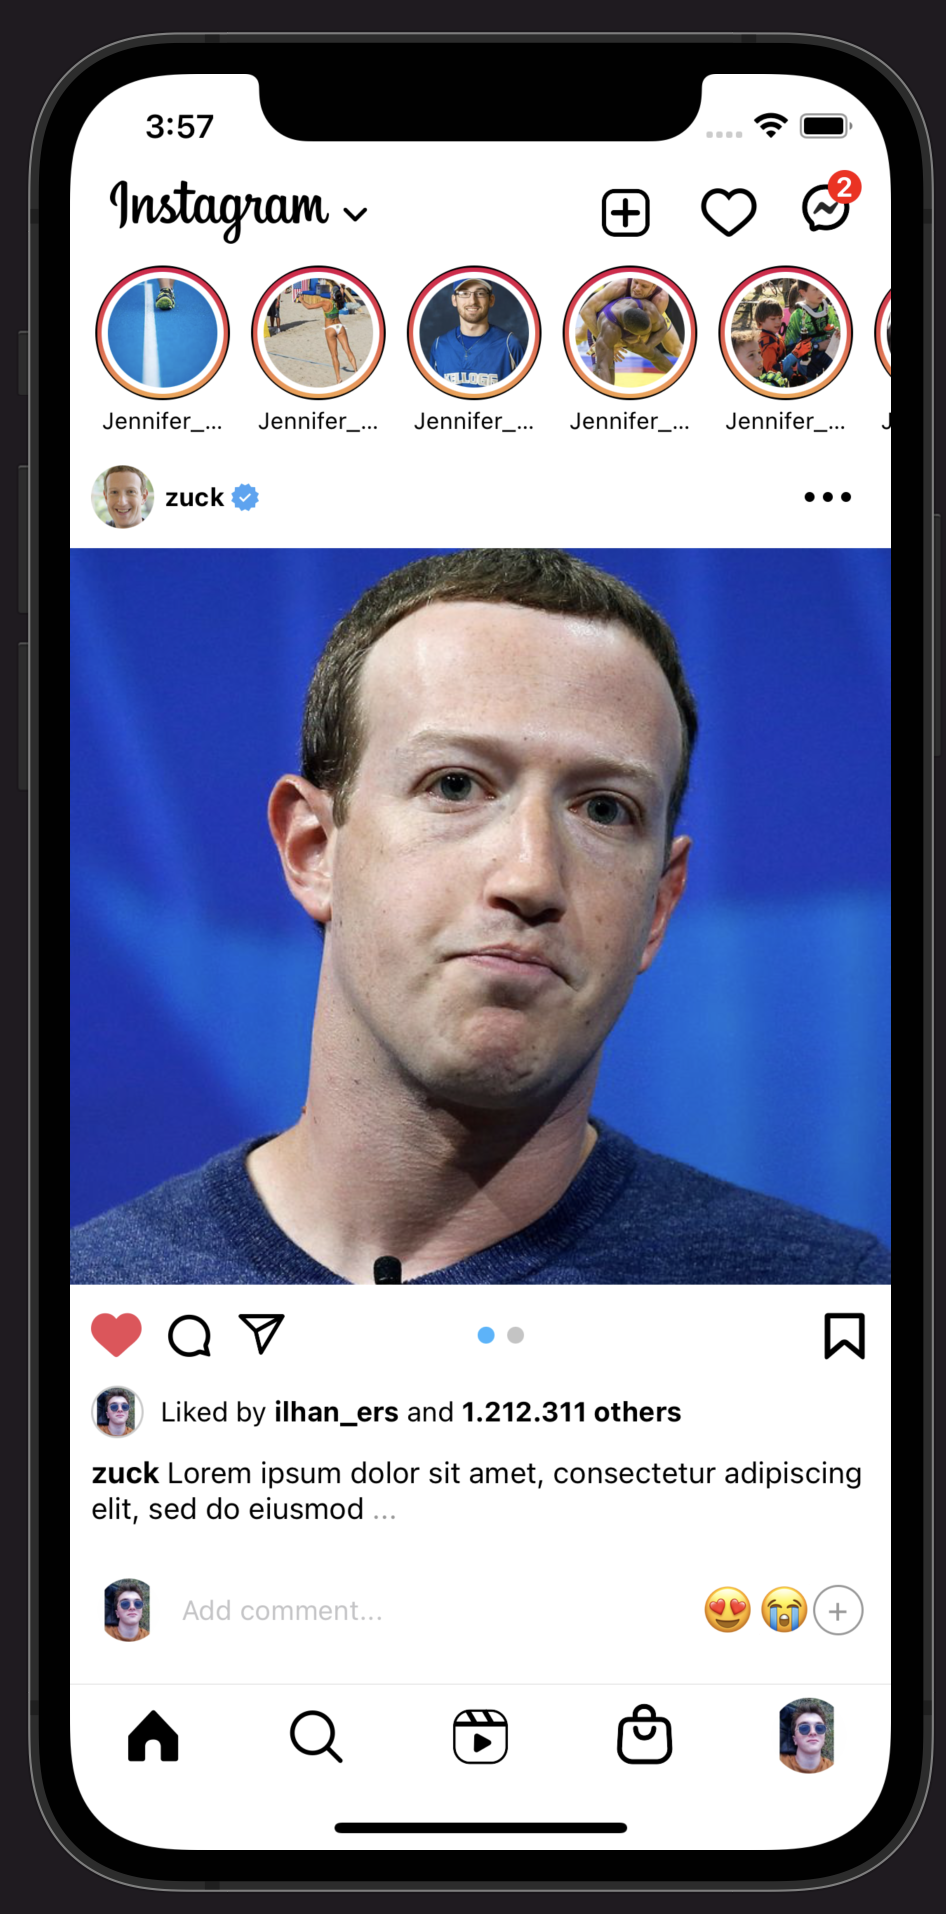 3:57
Instagram
2
Jennifer_... Jennifer_... Jennifer_... Jennifer_... Jennifer_... J
KELLOGG
zuck
Liked by ilhan_ers and 1.212.311 others
zuck Lorem ipsum dolor sit amet, consectetur adipiscing
elit, sed do eiusmod ...
Add comment...